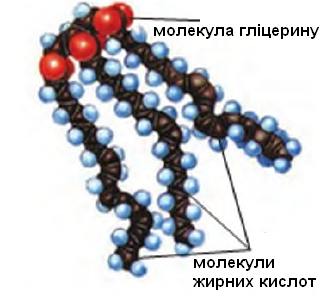 молекула гліцерину
молекули
жирних кислот